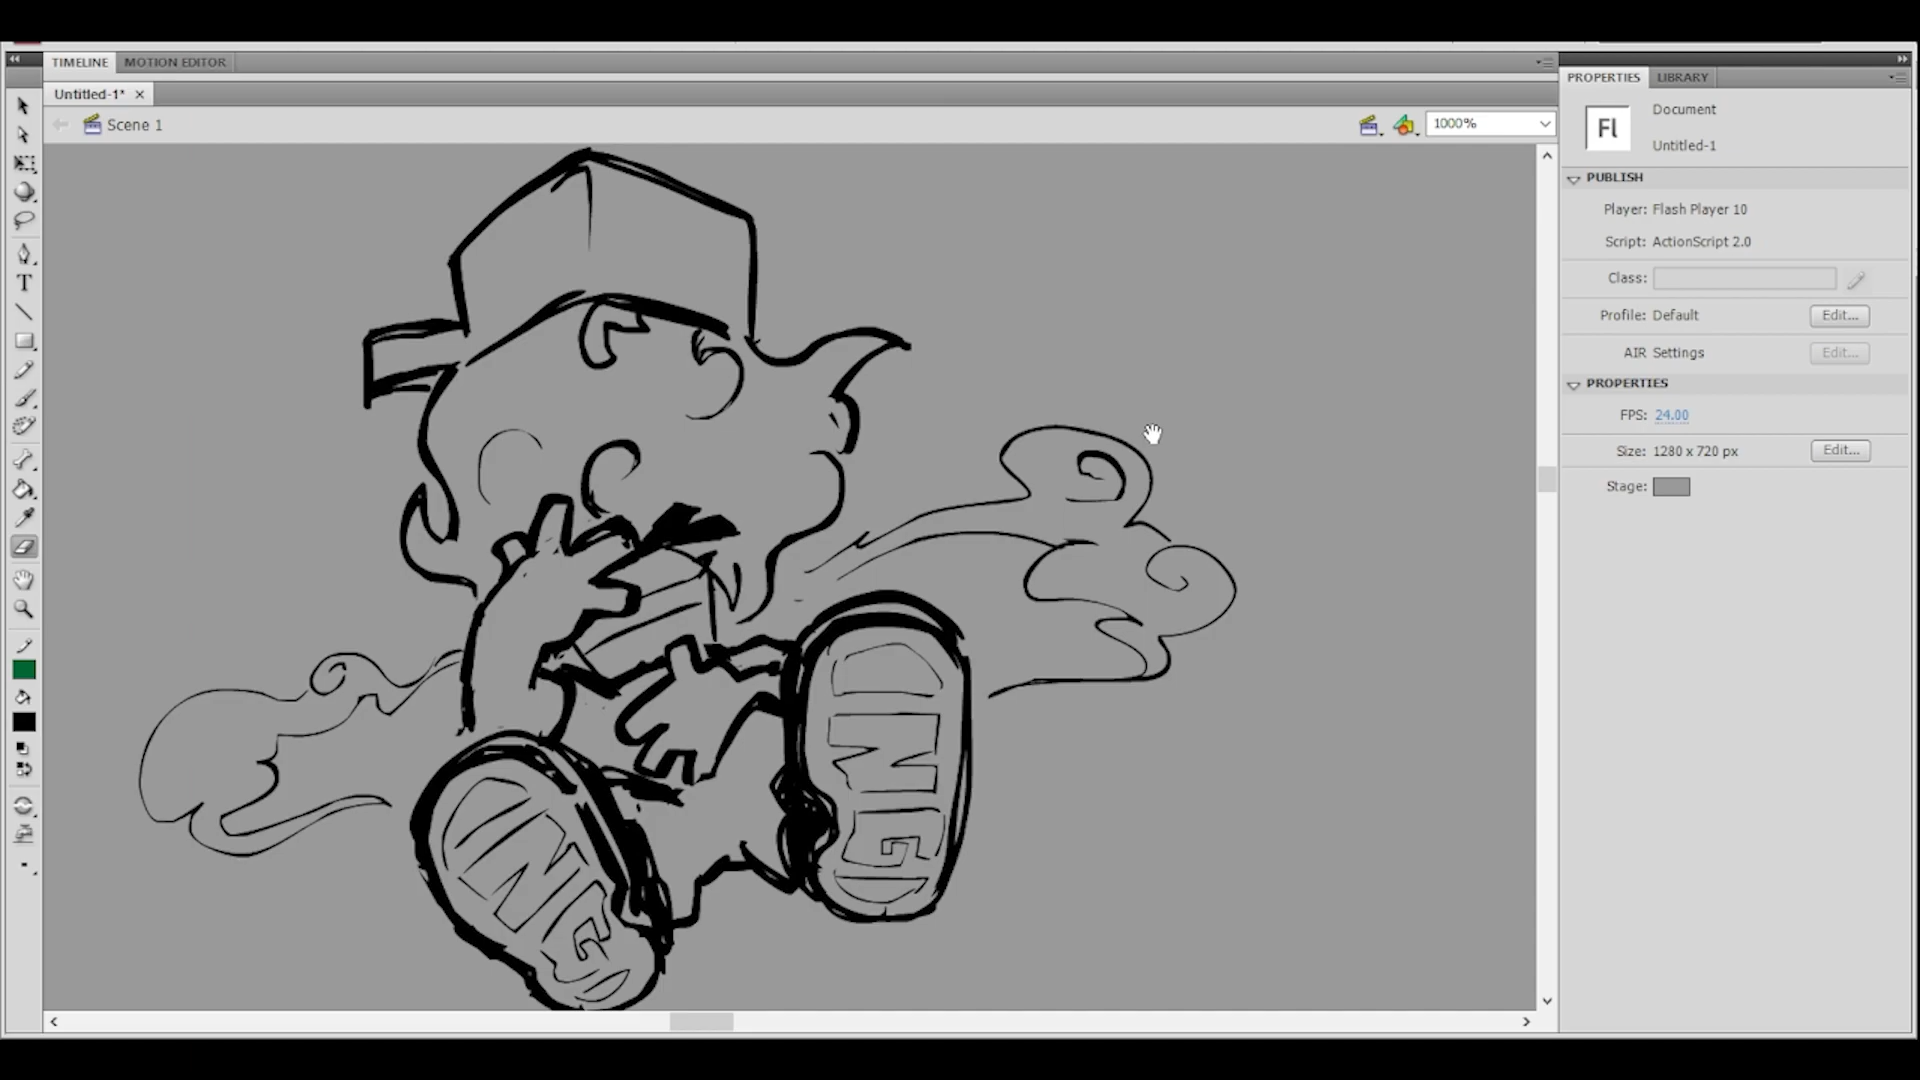 TIMELINE MOTION EDITOR
Untitled-1*
Scene 1
1000%
PROPERTIES LIBRARY
Fl
Document
Untitled-1
PUBLISH
Player: Flash Player 10
Script: ActionScript 2.0
Class:
Profile: Default Edit...
AIR Settings Edit...
PROPERTIES
FPS: 24.00
Size: 1280 x 720 px Edit...
Stage:
T